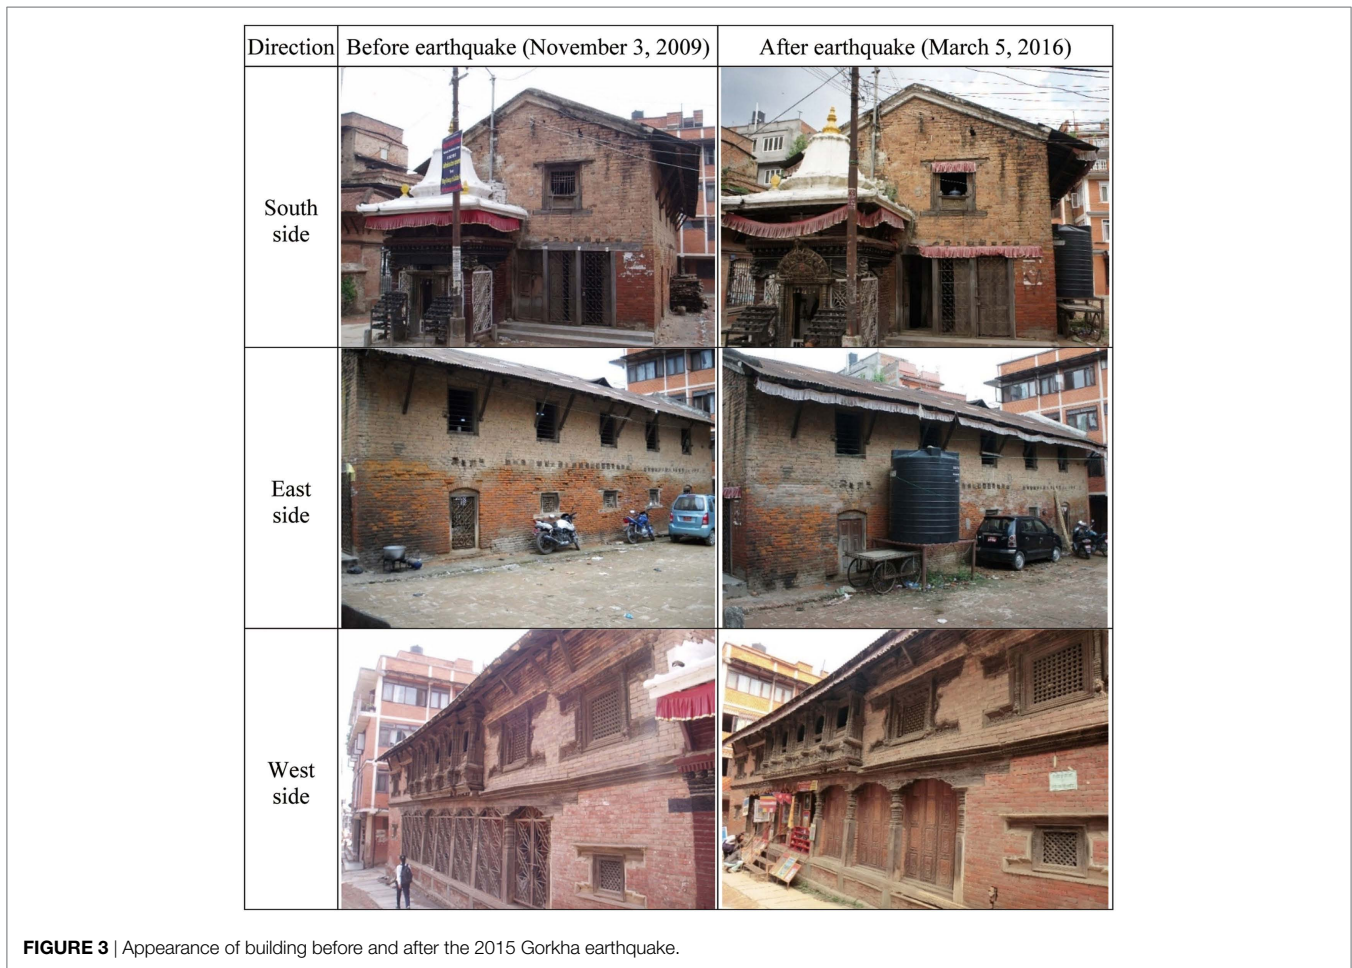 Direction Before earthquake (November 3, 2009) After earthquake (March 5, 2016)
South
side
East
side
West
side
FIGURE 3 | Appearance of building before and after the 2015 Gorkha earthquake.